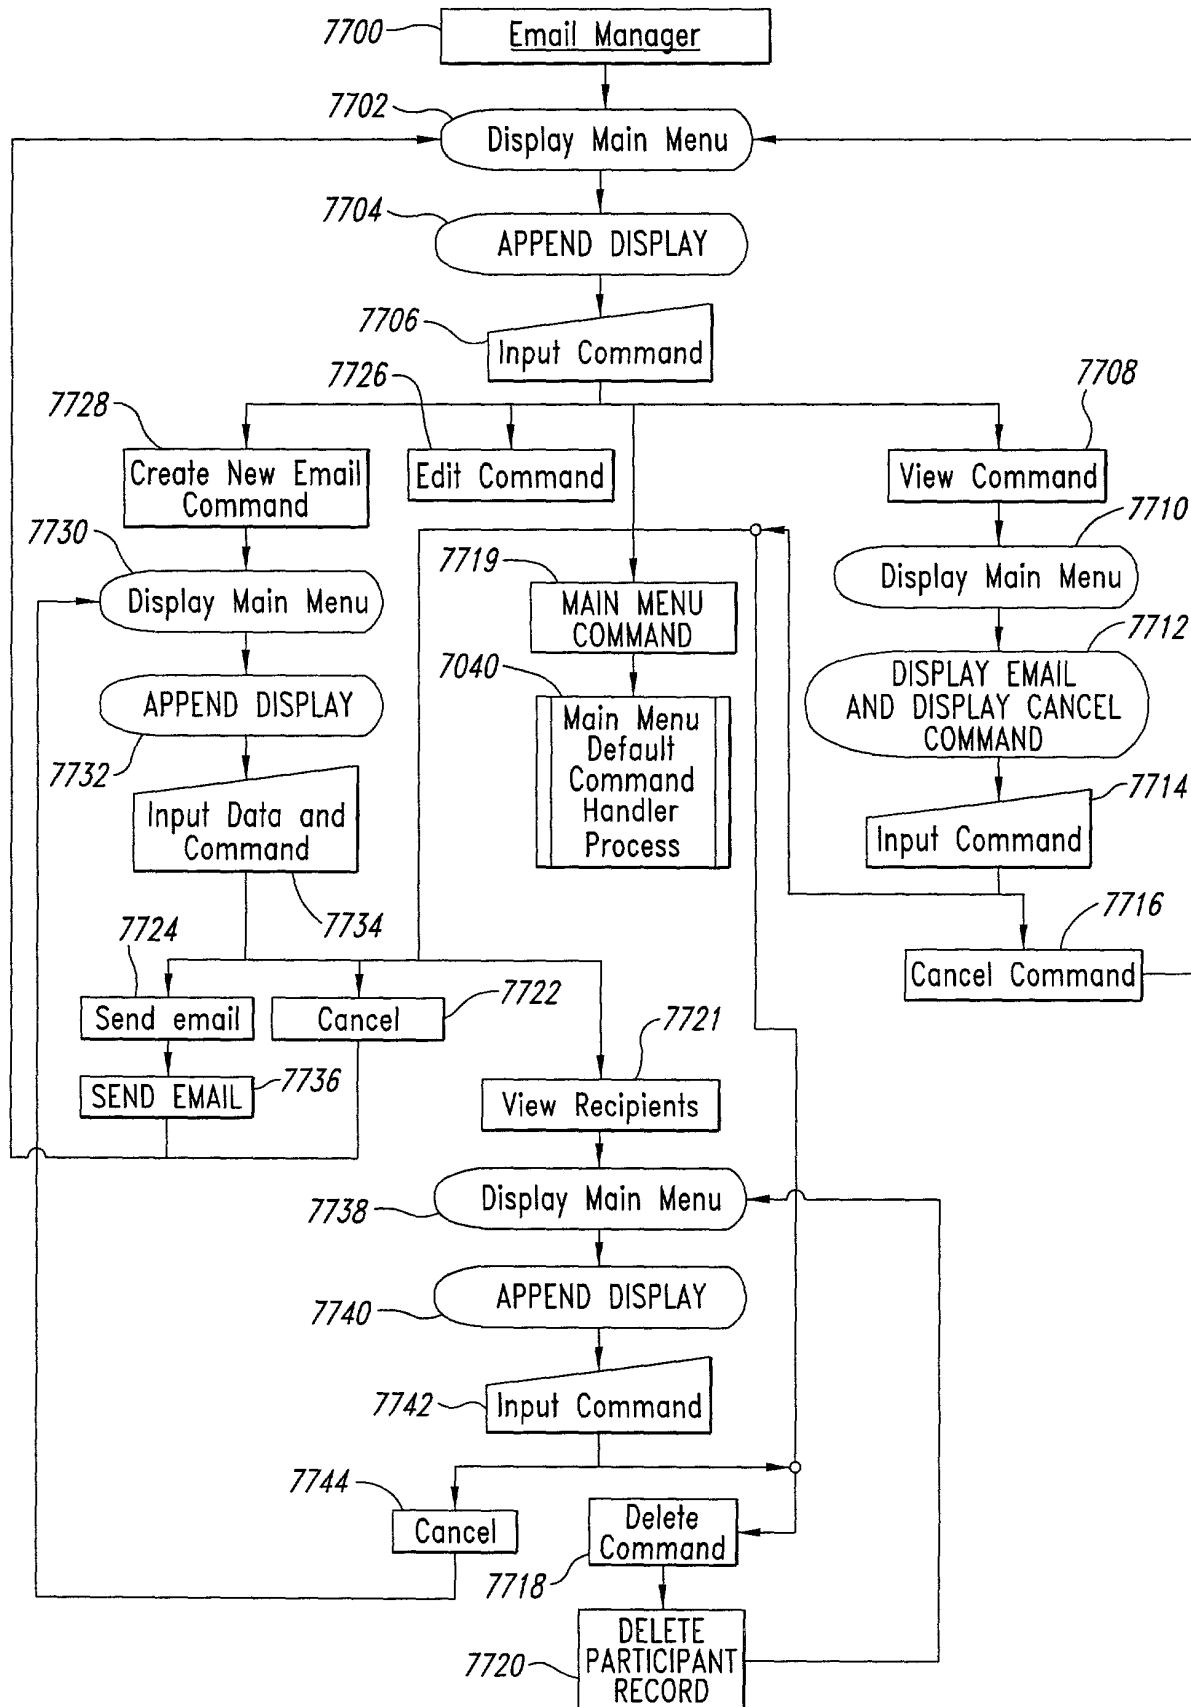 7700
Email Manager
7702
Display Main Menu
7704
APPEND DISPLAY
7706
Input Command
7728
Create New Email
Command
7726
Edit Command
7708
View Command
7730
Display Main Menu
7719
MAIN MENU
COMMAND
7710
Display Main Menu
7732
APPEND DISPLAY
7040
Main Menu
Default
Command
Handler
Process
7712
DISPLAY EMAIL
AND DISPLAY CANCEL
COMMAND
7734
Input Data and
Command
7714
Input Command
7716
Cancel Command
7724
Send email
7722
Cancel
7736
SEND EMAIL
7721
View Recipients
7738
Display Main Menu
7740
APPEND DISPLAY
7742
Input Command
7744
Cancel
7718
Delete
Command
7720
DELETE
PARTICIPANT
RECORD